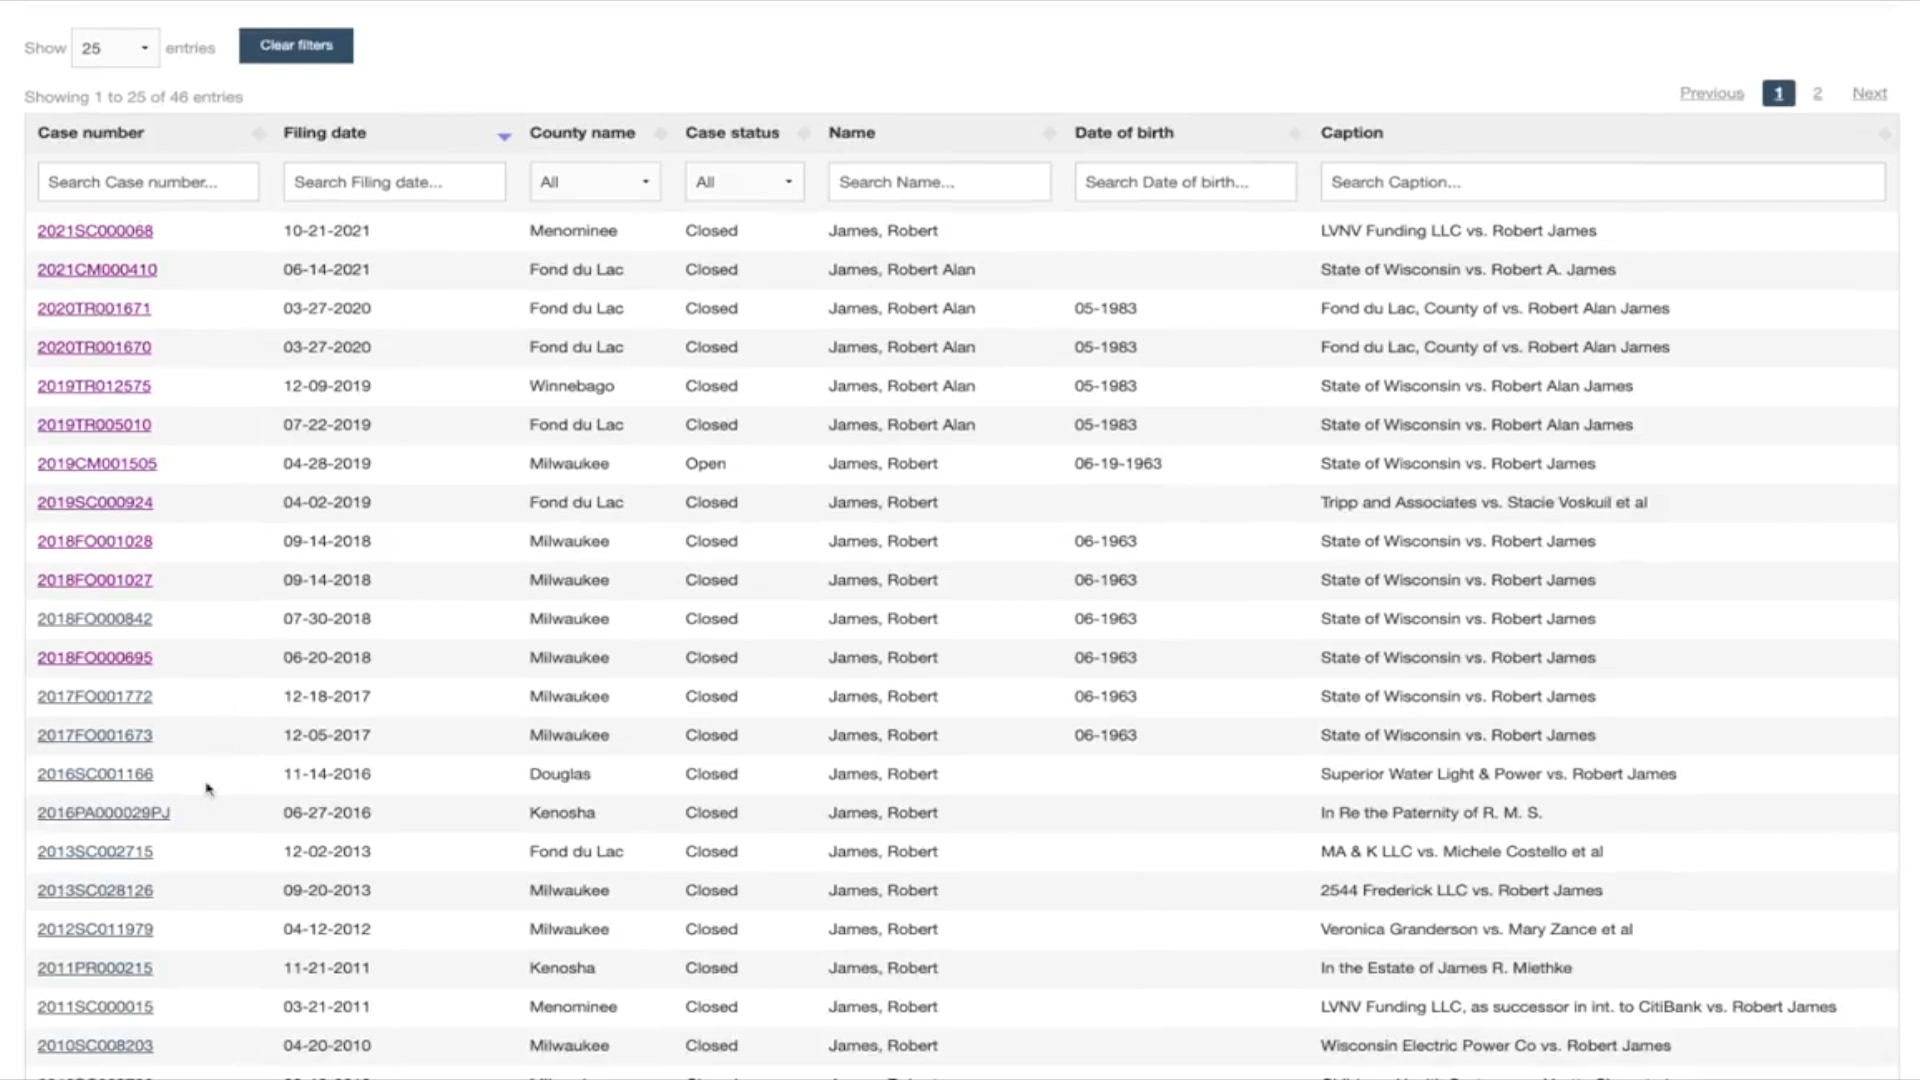 Show 25 entries Clear filters
Showing 1 to 25 of 46 entries Previous 1 2 Next
Case number Filing date County name Case status Name Date of birth Caption
Search Case number... Search Filing date... All All Search Name... Search Date of birth... Search Caption...
2021SC000068 10-21-2021 Menominee Closed James, Robert LVNV Funding LLC vs. Robert James
2021CM000410 06-14-2021 Fond du Lac Closed James, Robert Alan State of Wisconsin vs. Robert A. James
2020TR001671 03-27-2020 Fond du Lac Closed James, Robert Alan 05-1983 Fond du Lac, County of vs. Robert Alan James
2020TR001670 03-27-2020 Fond du Lac Closed James, Robert Alan 05-1983 Fond du Lac, County of vs. Robert Alan James
2019TR012575 12-09-2019 Winnebago Closed James, Robert Alan 05-1983 State of Wisconsin vs. Robert Alan James
2019TR005010 07-22-2019 Fond du Lac Closed James, Robert Alan 05-1983 State of Wisconsin vs. Robert Alan James
2019CM001505 04-28-2019 Milwaukee Open James, Robert 06-19-1963 State of Wisconsin vs. Robert James
2019SC000924 04-02-2019 Fond du Lac Closed James, Robert Tripp and Associates vs. Stacie Voskuil et al
2018FO001028 09-14-2018 Milwaukee Closed James, Robert 06-1963 State of Wisconsin vs. Robert James
2018FO001027 09-14-2018 Milwaukee Closed James, Robert 06-1963 State of Wisconsin vs. Robert James
2018FO000842 07-30-2018 Milwaukee Closed James, Robert 06-1963 State of Wisconsin vs. Robert James
2018FO000695 06-20-2018 Milwaukee Closed James, Robert 06-1963 State of Wisconsin vs. Robert James
2017FO001772 12-18-2017 Milwaukee Closed James, Robert 06-1963 State of Wisconsin vs. Robert James
2017FO001673 12-05-2017 Milwaukee Closed James, Robert 06-1963 State of Wisconsin vs. Robert James
2016SC001166 11-14-2016 Douglas Closed James, Robert Superior Water Light & Power vs. Robert James
2016PA000029PJ 06-27-2016 Kenosha Closed James, Robert In Re the Paternity of R. M. S.
2013SC002715 12-02-2013 Fond du Lac Closed James, Robert MA & K LLC vs. Michele Costello et al
2013SC028126 09-20-2013 Milwaukee Closed James, Robert 2544 Frederick LLC vs. Robert James
2012SC011979 04-12-2012 Milwaukee Closed James, Robert Veronica Granderson vs. Mary Zance et al
2011PR000215 11-21-2011 Kenosha Closed James, Robert In the Estate of James R. Miethke
2011SC000015 03-21-2011 Menominee Closed James, Robert LVNV Funding LLC, as successor in int. to CitiBank vs. Robert James
2010SC008203 04-20-2010 Milwaukee Closed James, Robert Wisconsin Electric Power Co vs. Robert James